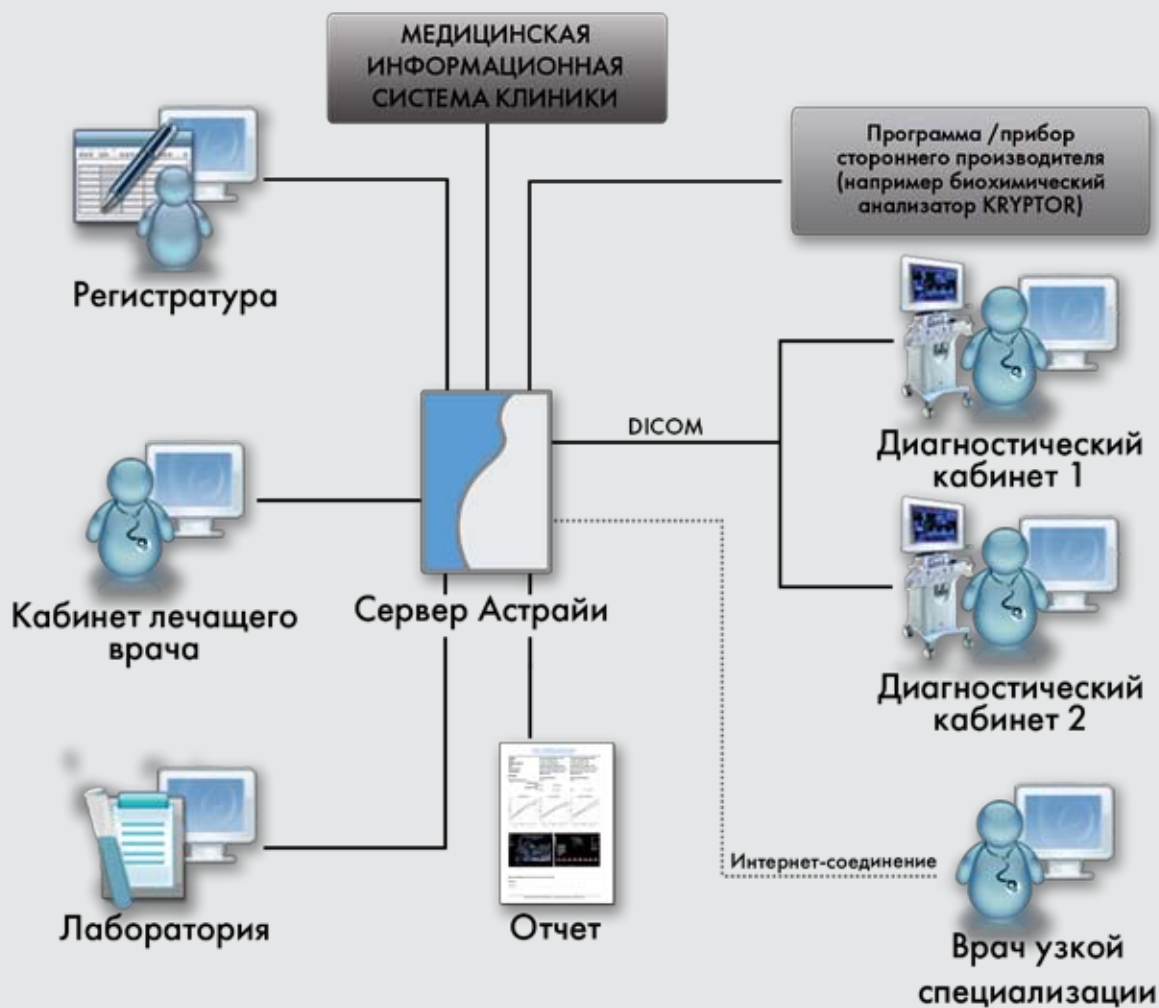 МЕДИЦИНСКАЯ
ИНФОРМАЦИОННАЯ
СИСТЕМА КЛИНИКИ
Программа /прибор
стороннего производителя
(например биохимический
анализатор KRYPTOR)
Регистратура
DICOM
Диагностический
кабинет 1
Кабинет лечащего
врача
Сервер Астрайи
Диагностический
кабинет 2
Интернет-соединение
Лаборатория
Отчет
Врач узкой
специализации